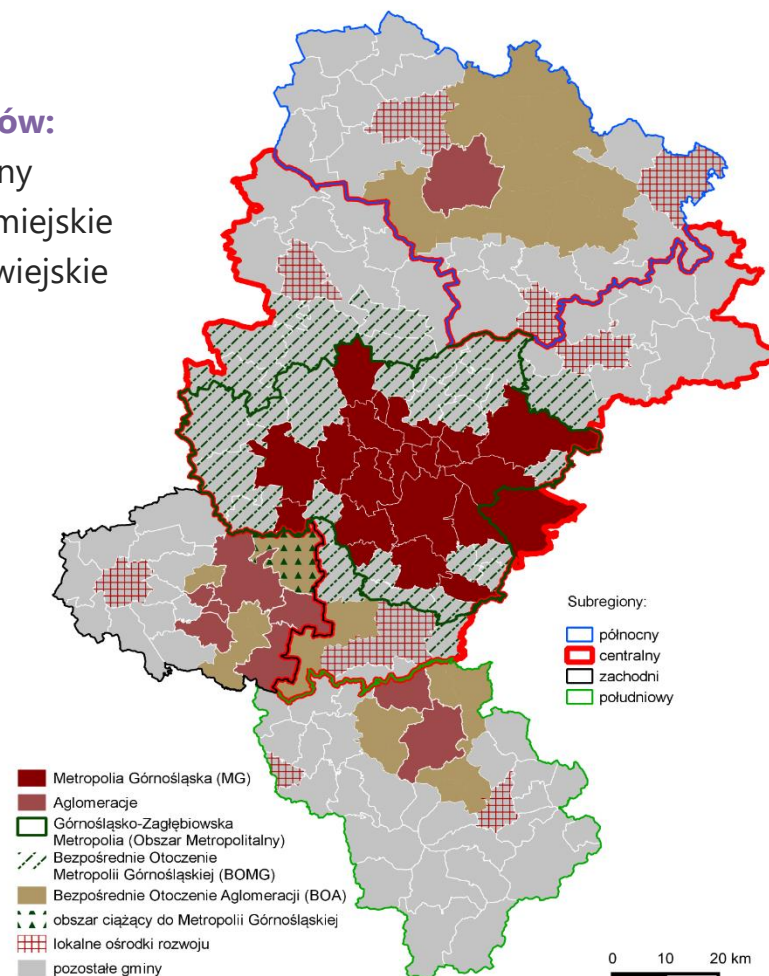 ów:
ny
miejskie
wiejskie
Subregiony:
północny
centralny
zachodni
południowy
Metropolia Górnośląska (MG)
Aglomeracje
Górnośląsko-Zagłębiowska
Metropolia (Obszar Metropolitalny)
Bezpośrednie Otoczenie
Metropolii Górnośląskiej (BOMG)
Bezpośrednie Otoczenie Aglomeracji (BOA)
obszar ciążący do Metropolii Górnośląskiej
lokalne ośrodki rozwoju
pozostałe gminy
0 10 20 km